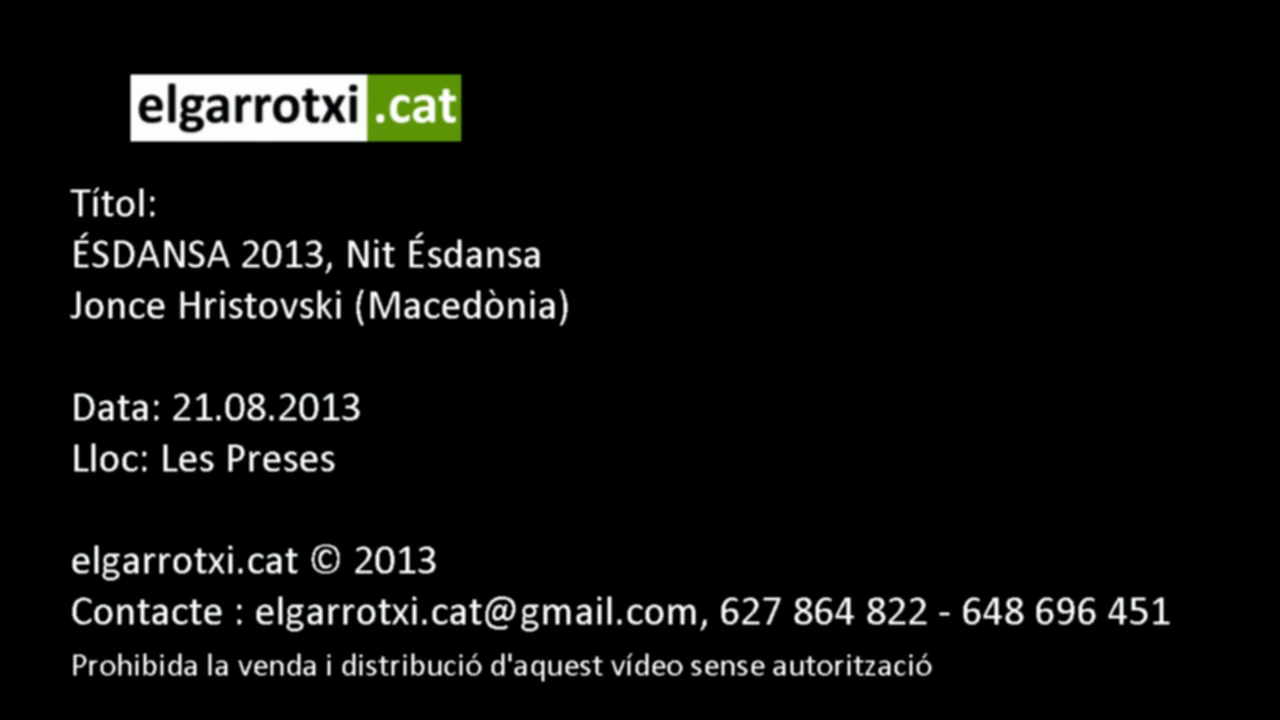 elgarrotxi.cat
Títol:
ÉSDANSA 2013, Nit Ésdansa
Jonce Hristovski (Macedònia)
Data: 21.08.2013
Lloc: Les Preses
elgarrotxi.cat © 2013
Contacte : elgarrotxi.cat@gmail.com, 627 864 822 - 648 696 451
Prohibida la venda i distribució d'aquest vídeo sense autorització